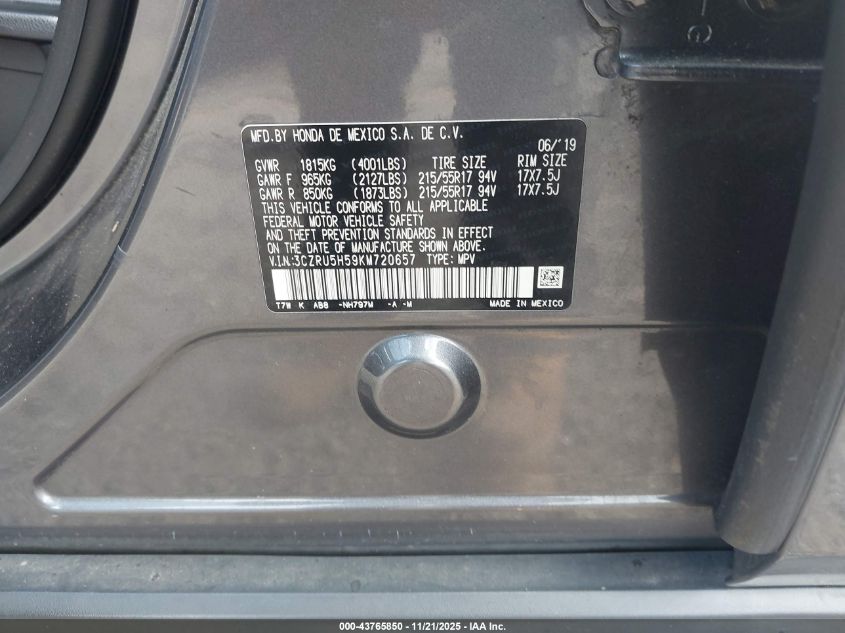 G
MFD.BY HONDA DE MEXICO S.A. DE C.V.
06/'19
GVWR 1815KG (4001LBS) TIRE SIZE RIM SIZE
GAWR F 965KG (2127LBS) 215/55R17 94V 17X7.5J
GAWR R 850KG (1873LBS) 215/55R17 94V 17X7.5J
THIS VEHICLE CONFORMS TO ALL APPLICABLE
FEDERAL MOTOR VEHICLE SAFETY
AND THEFT PREVENTION STANDARDS IN EFFECT
ON THE DATE OF MANUFACTURE SHOWN ABOVE.
V.I.N:3CZRU5H59KM720657 TYPE: MPV
T7W K AB8 -NH797M -A -M MADE IN MEXICO
000-43765850 - 11/21/2025 - IAA Inc.